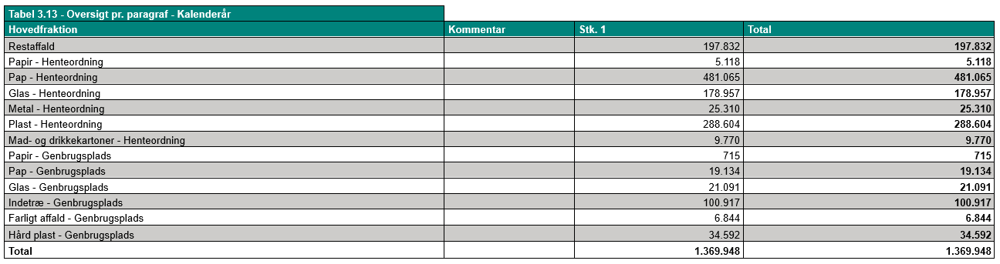 Tabel 3.13 - Oversigt pr. paragraf - Kalenderår
Hovedfraktion Kommentar Stk. 1 Total
Restaffald 197.832 197.832
Papir - Henteordning 5.118 5.118
Pap - Henteordning 481.065 481.065
Glas - Henteordning 178.957 178.957
Metal - Henteordning 25.310 25.310
Plast - Henteordning 288.604 288.604
Mad- og drikkekartoner - Henteordning 9.770 9.770
Papir - Genbrugsplads 715 715
Pap - Genbrugsplads 19.134 19.134
Glas - Genbrugsplads 21.091 21.091
Indetræ - Genbrugsplads 100.917 100.917
Farligt affald - Genbrugsplads 6.844 6.844
Hård plast - Genbrugsplads 34.592 34.592
Total 1.369.948 1.369.948